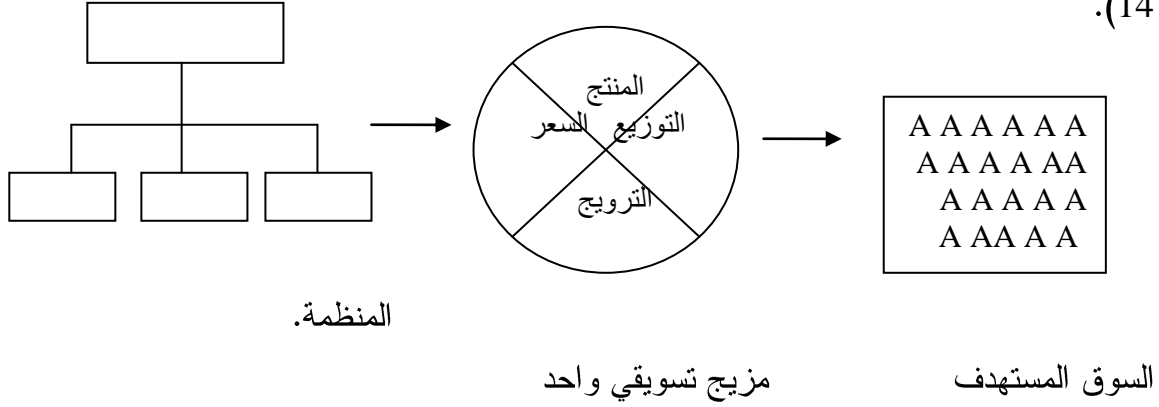 14).
المنتج
السعر
التوزيع
الترويج
A A A A A A
A A A A AA
A A A A A
A AA A A
المنظمة.
السوق المستهدف
مزيج تسويقي واحد